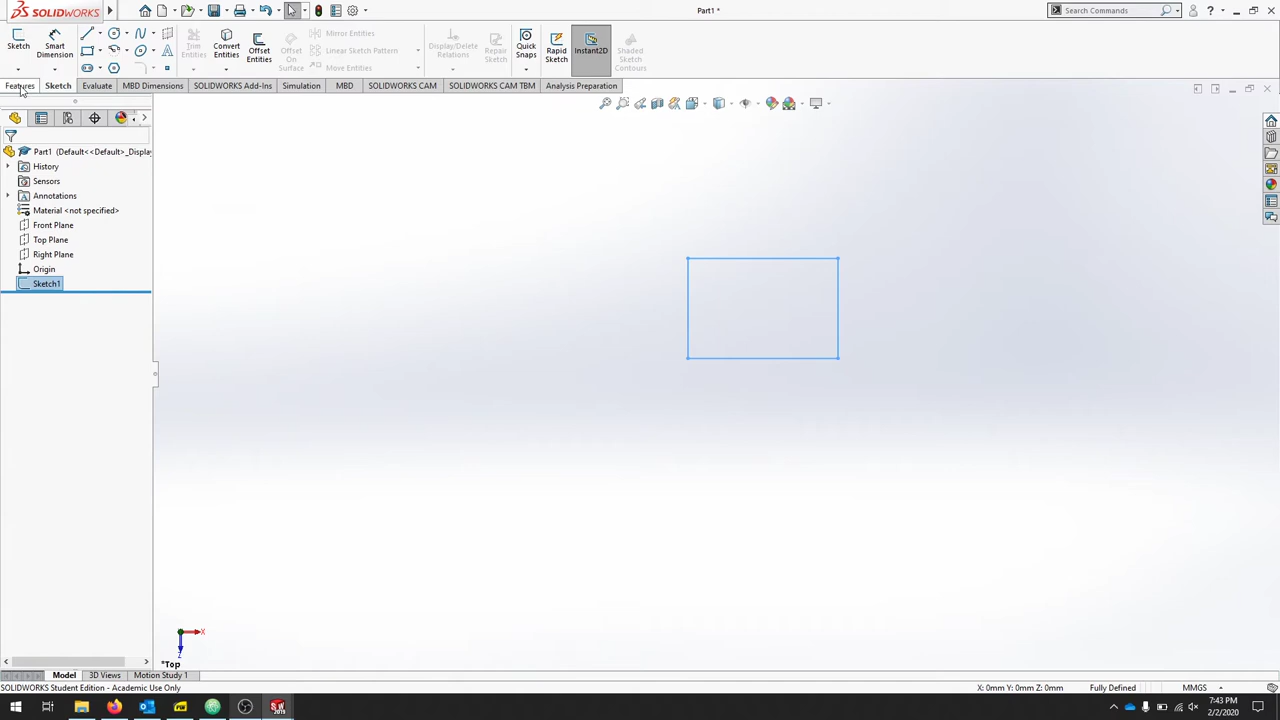 SOLIDWORKS
Part1 *
Search Commands
Sketch
Smart Dimension
Trim Entities
Convert Entities
Offset Entities
Offset On Surface
Mirror Entities
Linear Sketch Pattern
Move Entities
Display/Delete Relations
Repair Sketch
Quick Snaps
Rapid Sketch
Instant2D
Shaded Sketch Contours
Features
Sketch
Evaluate
MBD Dimensions
SOLIDWORKS Add-Ins
Simulation
MBD
SOLIDWORKS CAM
SOLIDWORKS CAM TBM
Analysis Preparation
Part1 (Default<<Default>_Display
History
Sensors
Annotations
Material <not specified>
Front Plane
Top Plane
Right Plane
Origin
Sketch1
X
Z
*Top
Model
3D Views
Motion Study 1
SOLIDWORKS Student Edition - Academic Use Only
X: 0mm Y: 0mm Z: 0mm
Fully Defined
MMGS
7:43 PM
2/2/2020